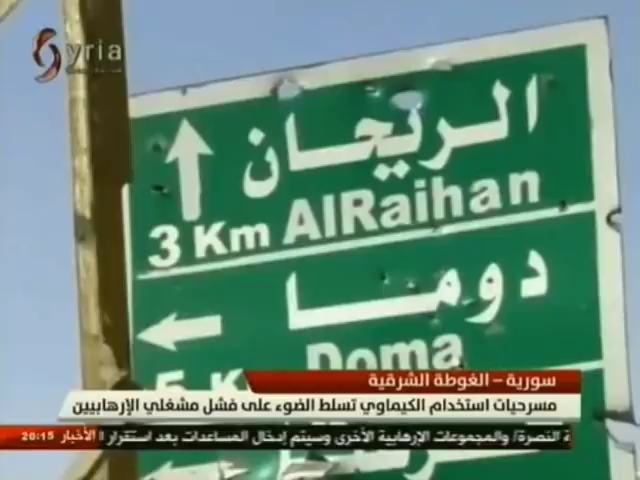 Syria
الريحان
3 Km AlRaihan
دوما
Doma
5 K
سورية - الغوطة الشرقية
مسرحيات استخدام الكيماوي تسلط الضوء على فشل مشغلي الإرهابيين
ة النصرة/ والمجموعات الإرهابية الأخرى وسيتم إدخال المساعدات بعد استقرار ا
الأخبار 20:15